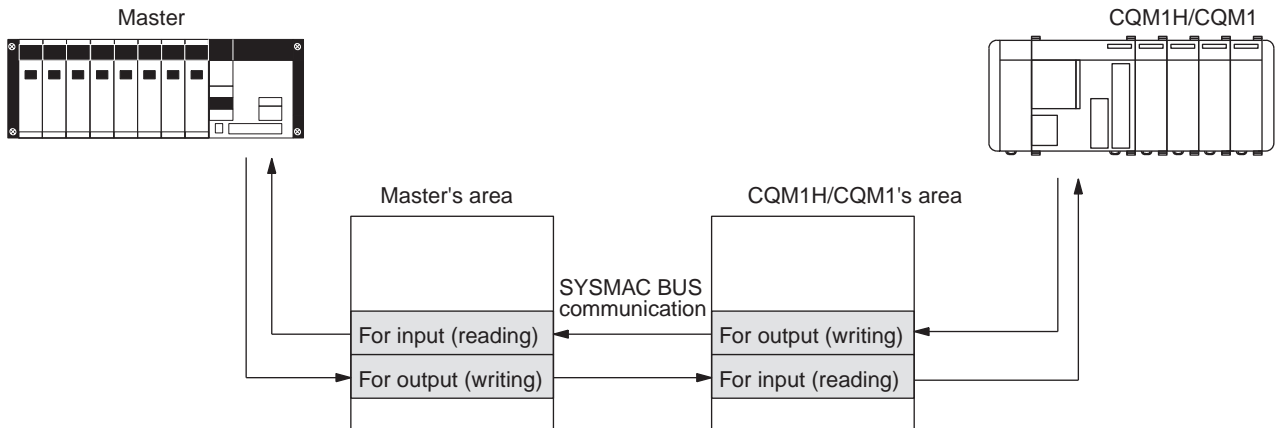 Master
CQM1H/CQM1
Master's area
CQM1H/CQM1's area
SYSMAC BUS
communication
For input (reading)
For output (writing)
For output (writing)
For input (reading)